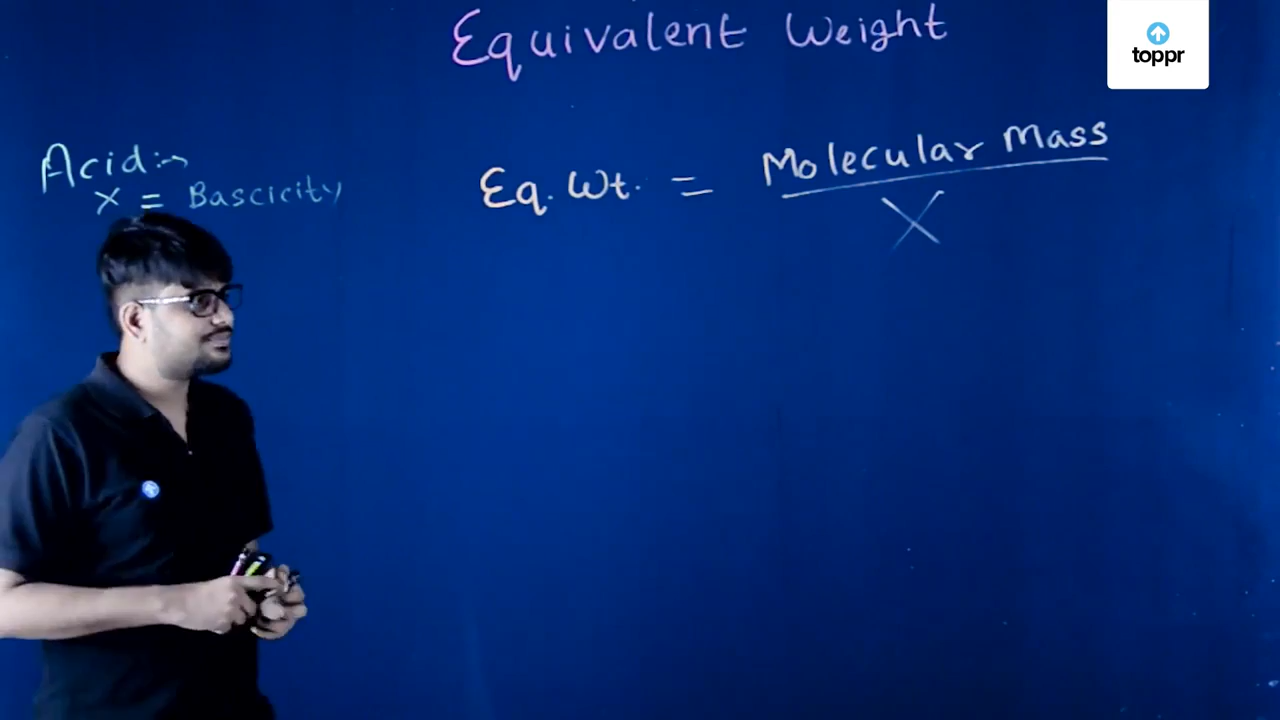 Equivalent Weight
toppr
Acid:-
x = Bascicity
Eq. Wt. = Molecular Mass
X